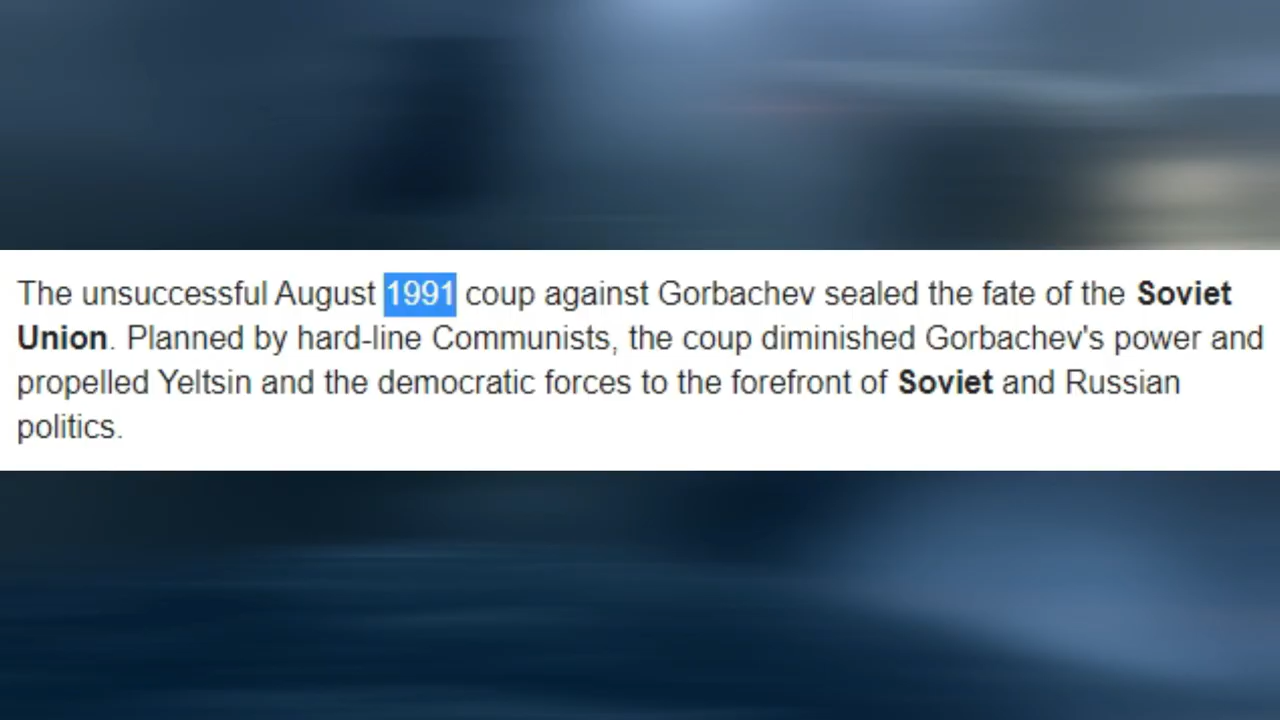 The unsuccessful August 1991 coup against Gorbachev sealed the fate of the Soviet
Union. Planned by hard-line Communists, the coup diminished Gorbachev's power and
propelled Yeltsin and the democratic forces to the forefront of Soviet and Russian
politics.